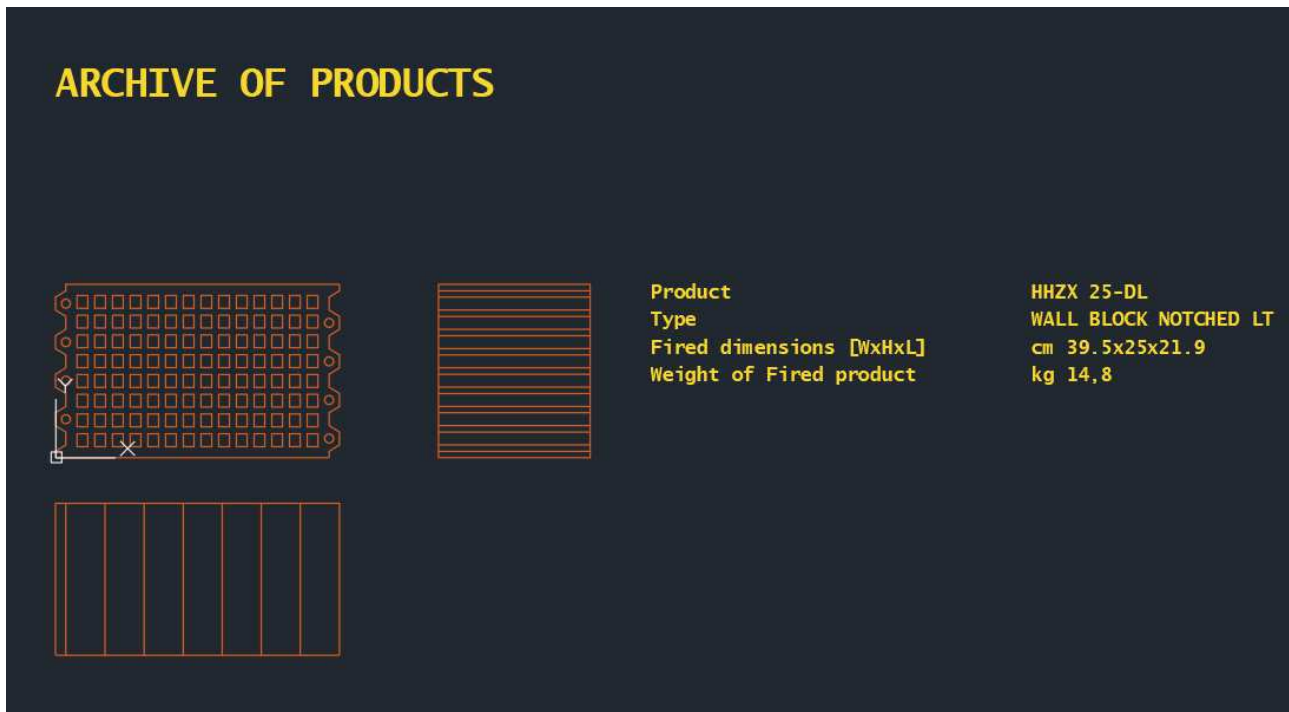 ARCHIVE OF PRODUCTS
Product HHZX 25-DL
Type WALL BLOCK NOTCHED LT
Fired dimensions [WxHxL] cm 39.5x25x21.9
Weight of Fired product kg 14,8
Y
X